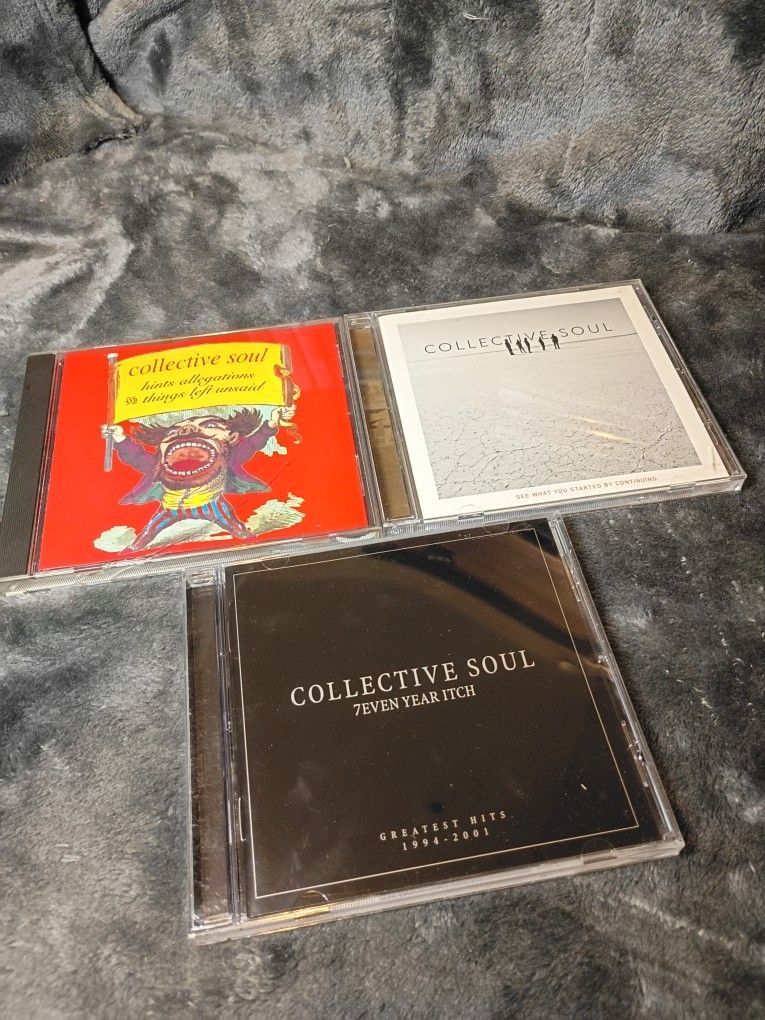 collective soul
hints allegations
& things left unsaid
COLLECTIVE SOUL
SEE WHAT YOU STARTED BY CONTINUING
COLLECTIVE SOUL
7EVEN YEAR ITCH
GREATEST HITS
1994-2001